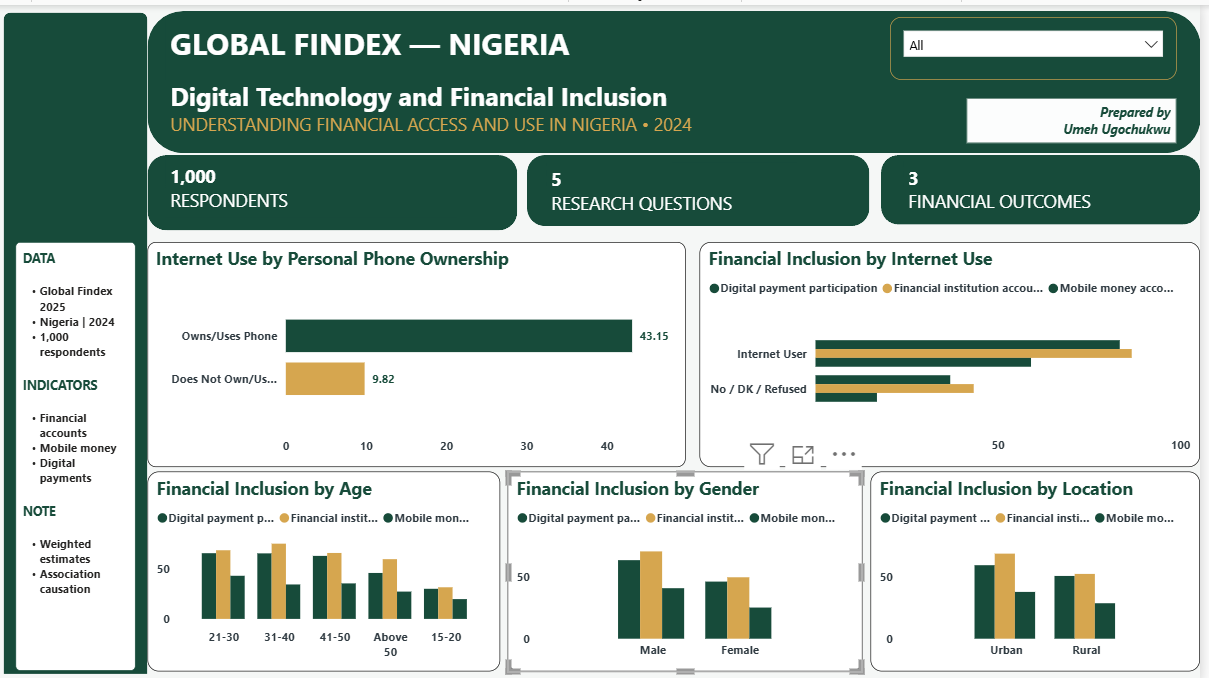 GLOBAL FINDEX — NIGERIA
All
Digital Technology and Financial Inclusion
UNDERSTANDING FINANCIAL ACCESS AND USE IN NIGERIA • 2024
Prepared by
Umeh Ugochukwu
1,000
RESPONDENTS
5
RESEARCH QUESTIONS
3
FINANCIAL OUTCOMES
DATA
• Global Findex
2025
• Nigeria | 2024
• 1,000
respondents
INDICATORS
• Financial
accounts
• Mobile money
• Digital
payments
NOTE
• Weighted
estimates
• Association
causation
Internet Use by Personal Phone Ownership
Owns/Uses Phone
43.15
Does Not Own/Us...
9.82
0 10 20 30 40
Financial Inclusion by Internet Use
Digital payment participation Financial institution accou... Mobile money acco...
Internet User
No / DK / Refused
50 100
Financial Inclusion by Age
Digital payment p... Financial instit... Mobile mon...
50
0
21-30 31-40 41-50 Above 15-20
50
Financial Inclusion by Gender
Digital payment pa... Financial instit... Mobile mon...
50
0
Male Female
Financial Inclusion by Location
Digital payment ... Financial insti... Mobile mo...
50
0
Urban Rural